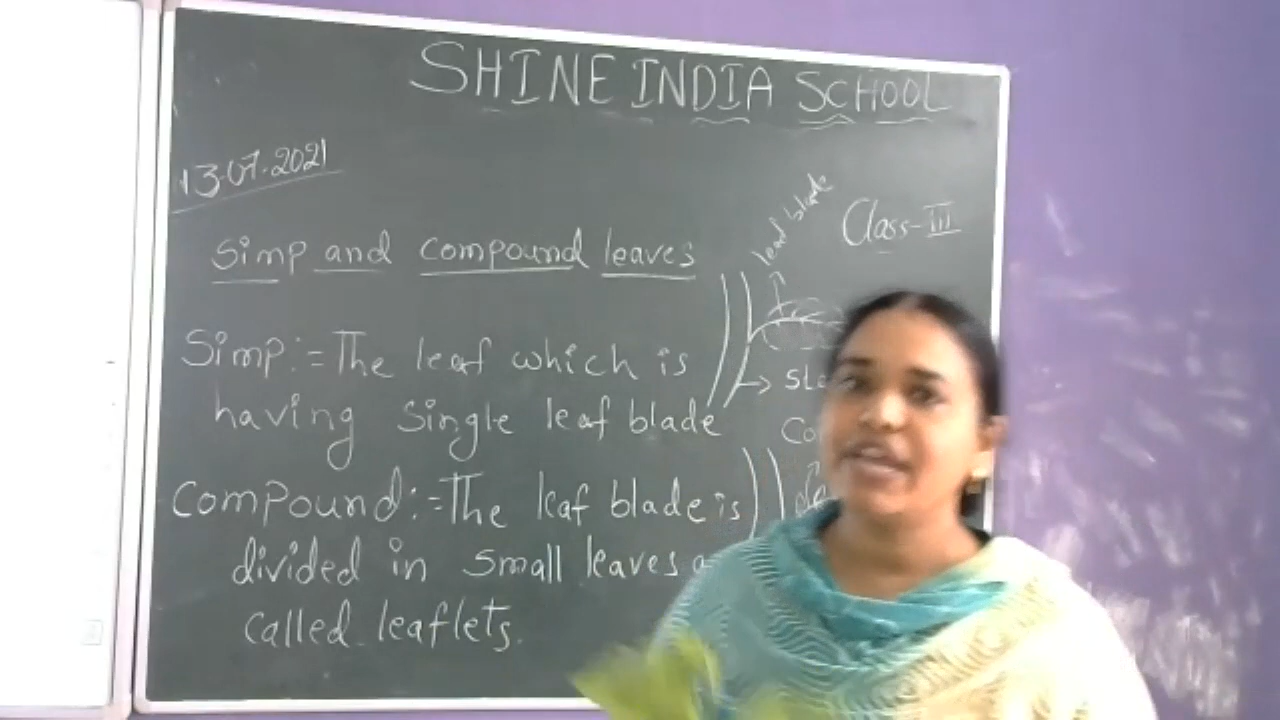 SHINE INDIA SCHOOL
13.07.2021
leaf blade
Class-III
Simp and compound leaves
Simp:=The leaf which is
having single leaf blade
Compound:-The leaf blade is
divided in small leaves
called leaflets.